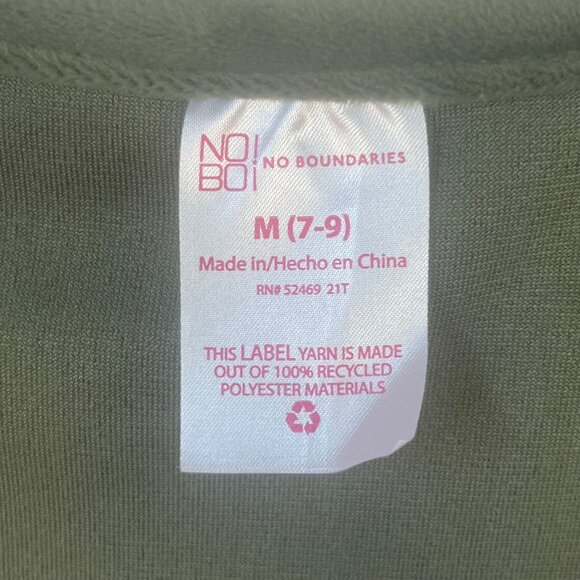 NO!
BO! NO BOUNDARIES
M (7-9)
Made in/Hecho en China
RN# 52469 21T
THIS LABEL YARN IS MADE
OUT OF 100% RECYCLED
POLYESTER MATERIALS